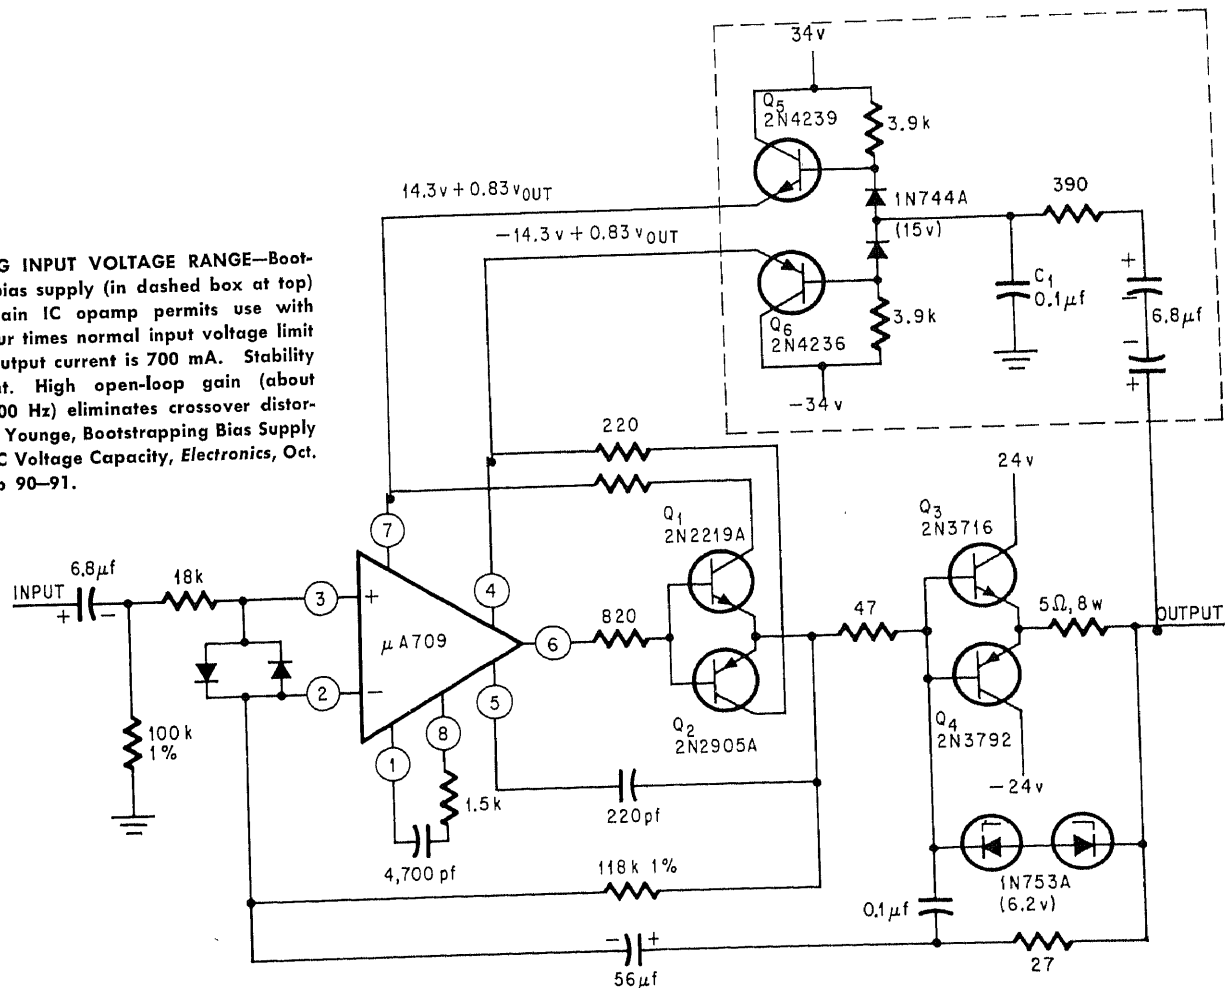 34v
Q5
2N4239
3.9k
14.3v + 0.83 vOUT
1N744A
(15v)
390
−14.3v + 0.83 vOUT
G INPUT VOLTAGE RANGE—Boot-
bias supply (in dashed box at top)
ain IC opamp permits use with
ur times normal input voltage limit
utput current is 700 mA. Stability
nt. High open-loop gain (about
00 Hz) eliminates crossover distor-
Younge, Bootstrapping Bias Supply
C Voltage Capacity, Electronics, Oct.
p 90–91.
+
−
C1
0.1µf
6.8µf
−
+
Q6
2N4236
3.9k
−34v
220
24v
Q1
2N2219A
Q3
2N3716
7
6.8µf
INPUT
+ −
18k
3
+
4
820
47
5Ω, 8w
OUTPUT
µA709
6
2
−
5
100k
1%
8
1
Q2
2N2905A
Q4
2N3792
−24v
1.5k
220pf
4,700 pf
118k 1%
1N753A
(6.2v)
0.1µf
− +
56µf
27